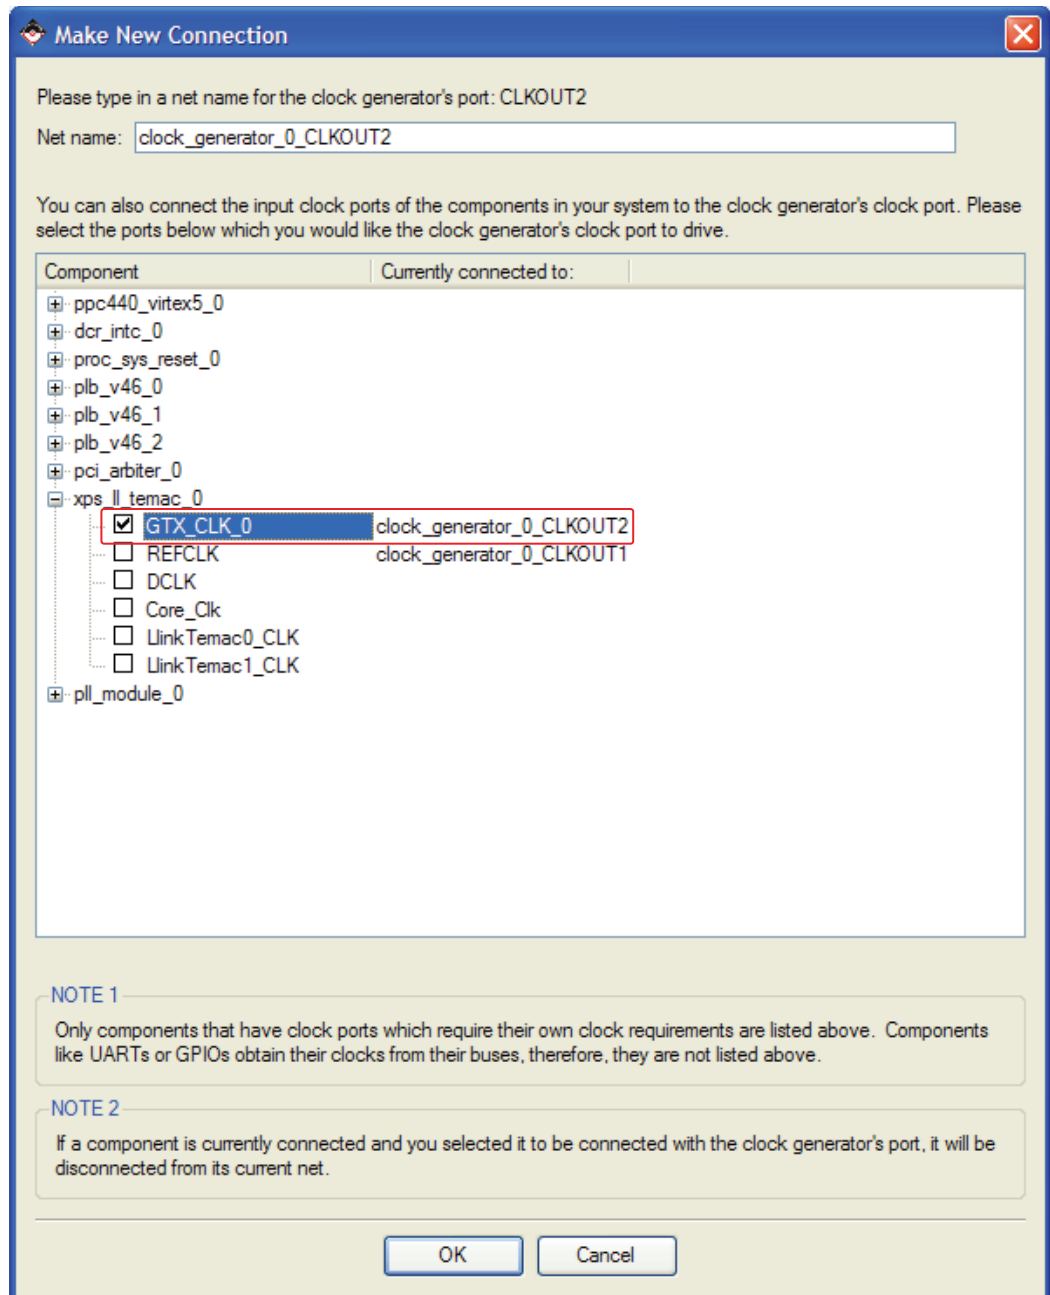 Make New Connection
Please type in a net name for the clock generator's port: CLKOUT2
Net name: clock_generator_0_CLKOUT2
You can also connect the input clock ports of the components in your system to the clock generator's clock port. Please
select the ports below which you would like the clock generator's clock port to drive.
Component Currently connected to:
ppc440_virtex5_0
dcr_intc_0
proc_sys_reset_0
plb_v46_0
plb_v46_1
plb_v46_2
pci_arbiter_0
xps_ll_temac_0
GTX_CLK_0 clock_generator_0_CLKOUT2
REFCLK clock_generator_0_CLKOUT1
DCLK
Core_Clk
LlinkTemac0_CLK
LlinkTemac1_CLK
pll_module_0
NOTE 1
Only components that have clock ports which require their own clock requirements are listed above. Components
like UARTs or GPIOs obtain their clocks from their buses, therefore, they are not listed above.
NOTE 2
If a component is currently connected and you selected it to be connected with the clock generator's port, it will be
disconnected from its current net.
OK Cancel